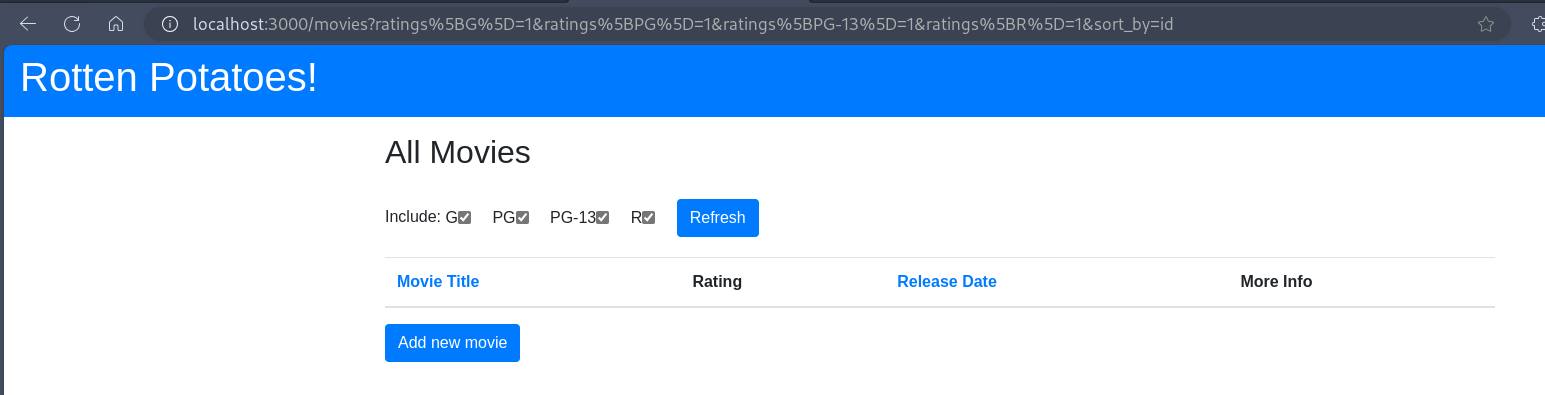 localhost:3000/movies?ratings%5BG%5D=1&ratings%5BPG%5D=1&ratings%5BPG-13%5D=1&ratings%5BR%5D=1&sort_by=id
Rotten Potatoes!
All Movies
Include: G PG PG-13 R Refresh
Movie Title Rating Release Date More Info
Add new movie